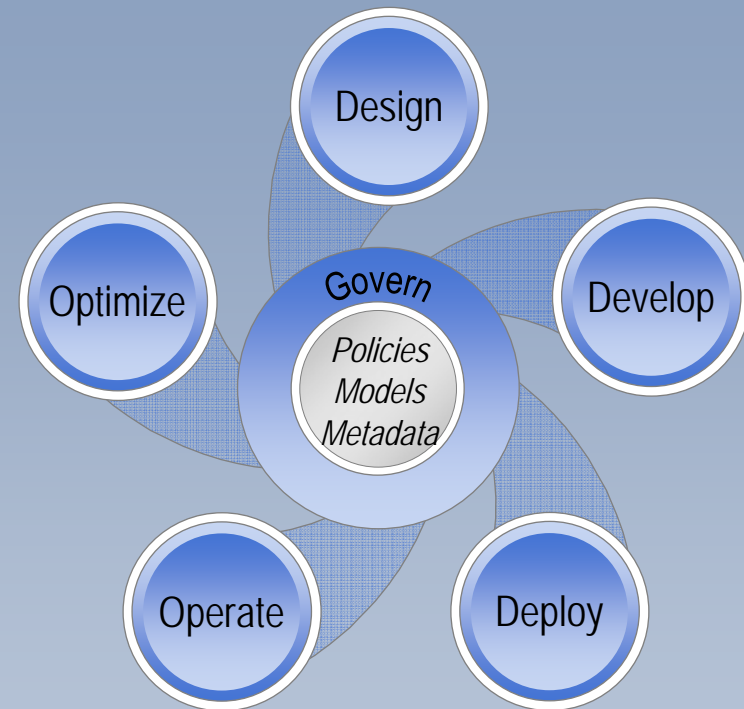 Design
Develop
Optimize
Govern
Policies
Models
Metadata
Operate
Deploy